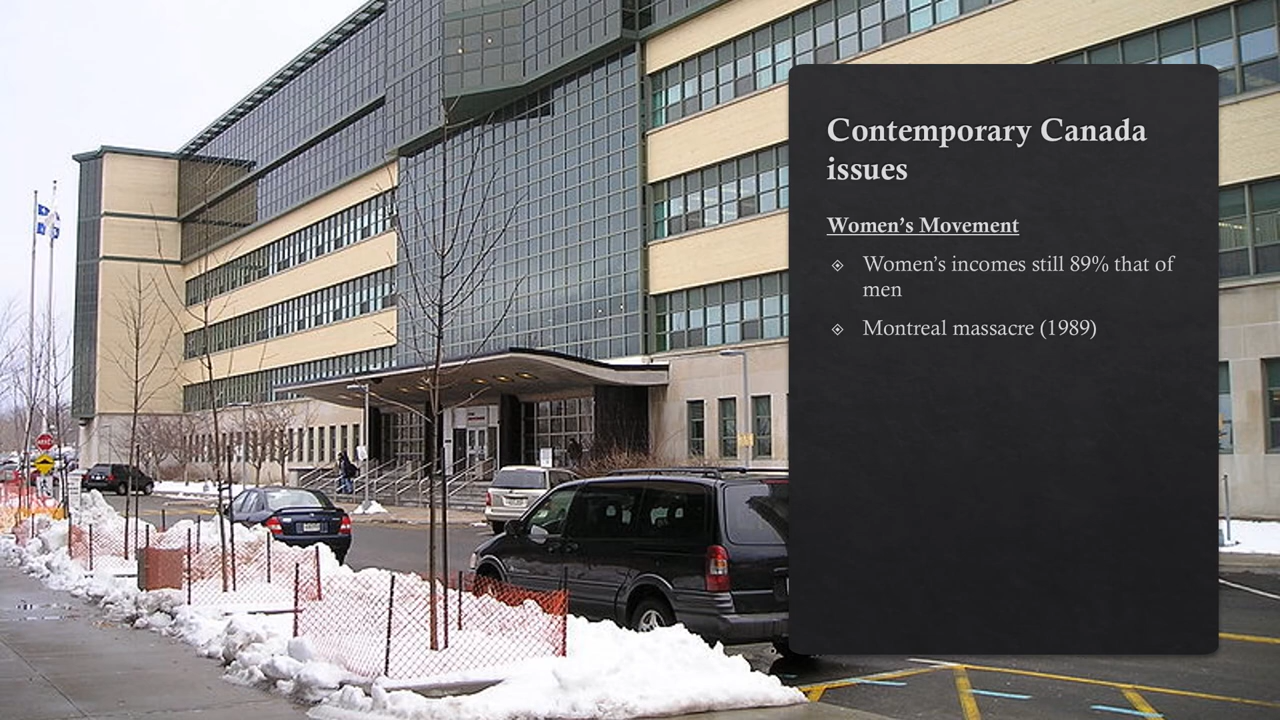 Contemporary Canada
issues
Women’s Movement
Women’s incomes still 89% that of
men
Montreal massacre (1989)